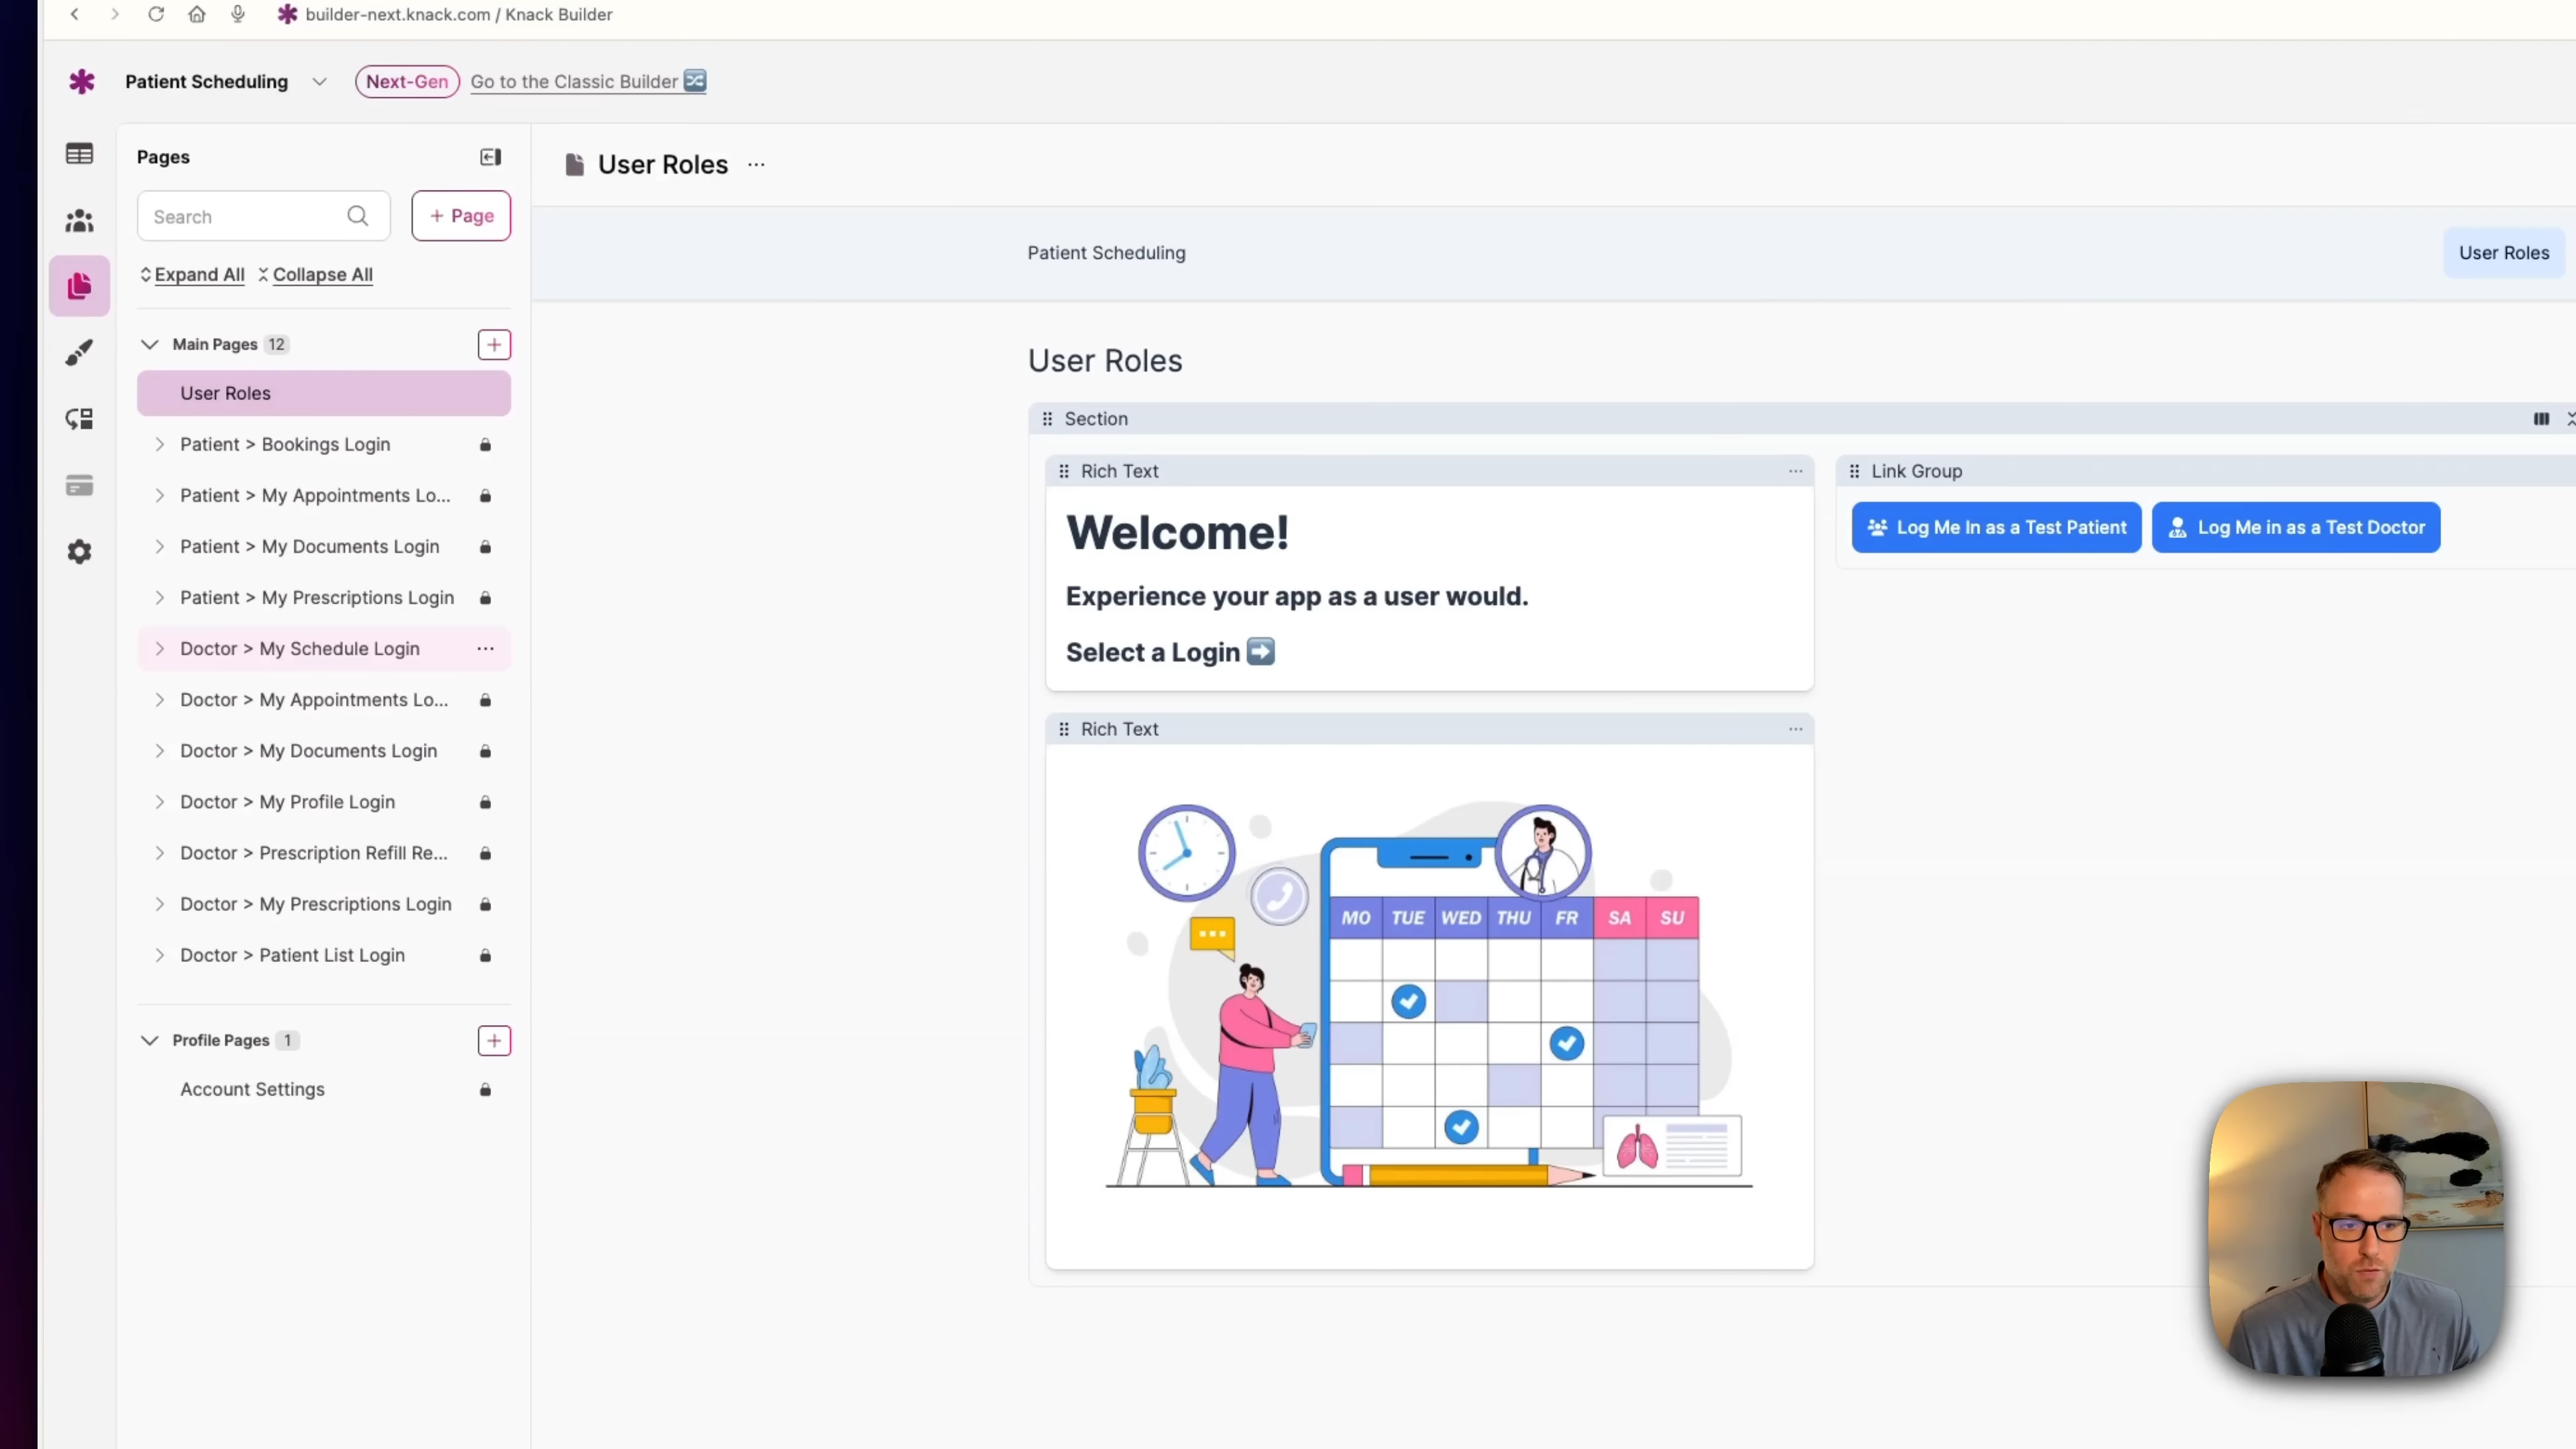 builder-next.knack.com / Knack Builder
Patient Scheduling
Next-Gen
Go to the Classic Builder
Pages
Search
+ Page
Expand All
Collapse All
Main Pages 12
User Roles
Patient > Bookings Login
Patient > My Appointments Lo...
Patient > My Documents Login
Patient > My Prescriptions Login
Doctor > My Schedule Login
Doctor > My Appointments Lo...
Doctor > My Documents Login
Doctor > My Profile Login
Doctor > Prescription Refill Re...
Doctor > My Prescriptions Login
Doctor > Patient List Login
Profile Pages 1
Account Settings
User Roles
Patient Scheduling
User Roles
User Roles
Section
Rich Text
Welcome!
Experience your app as a user would.
Select a Login ➡️
Link Group
Log Me In as a Test Patient
Log Me in as a Test Doctor
Rich Text
MO TUE WED THU FR SA SU